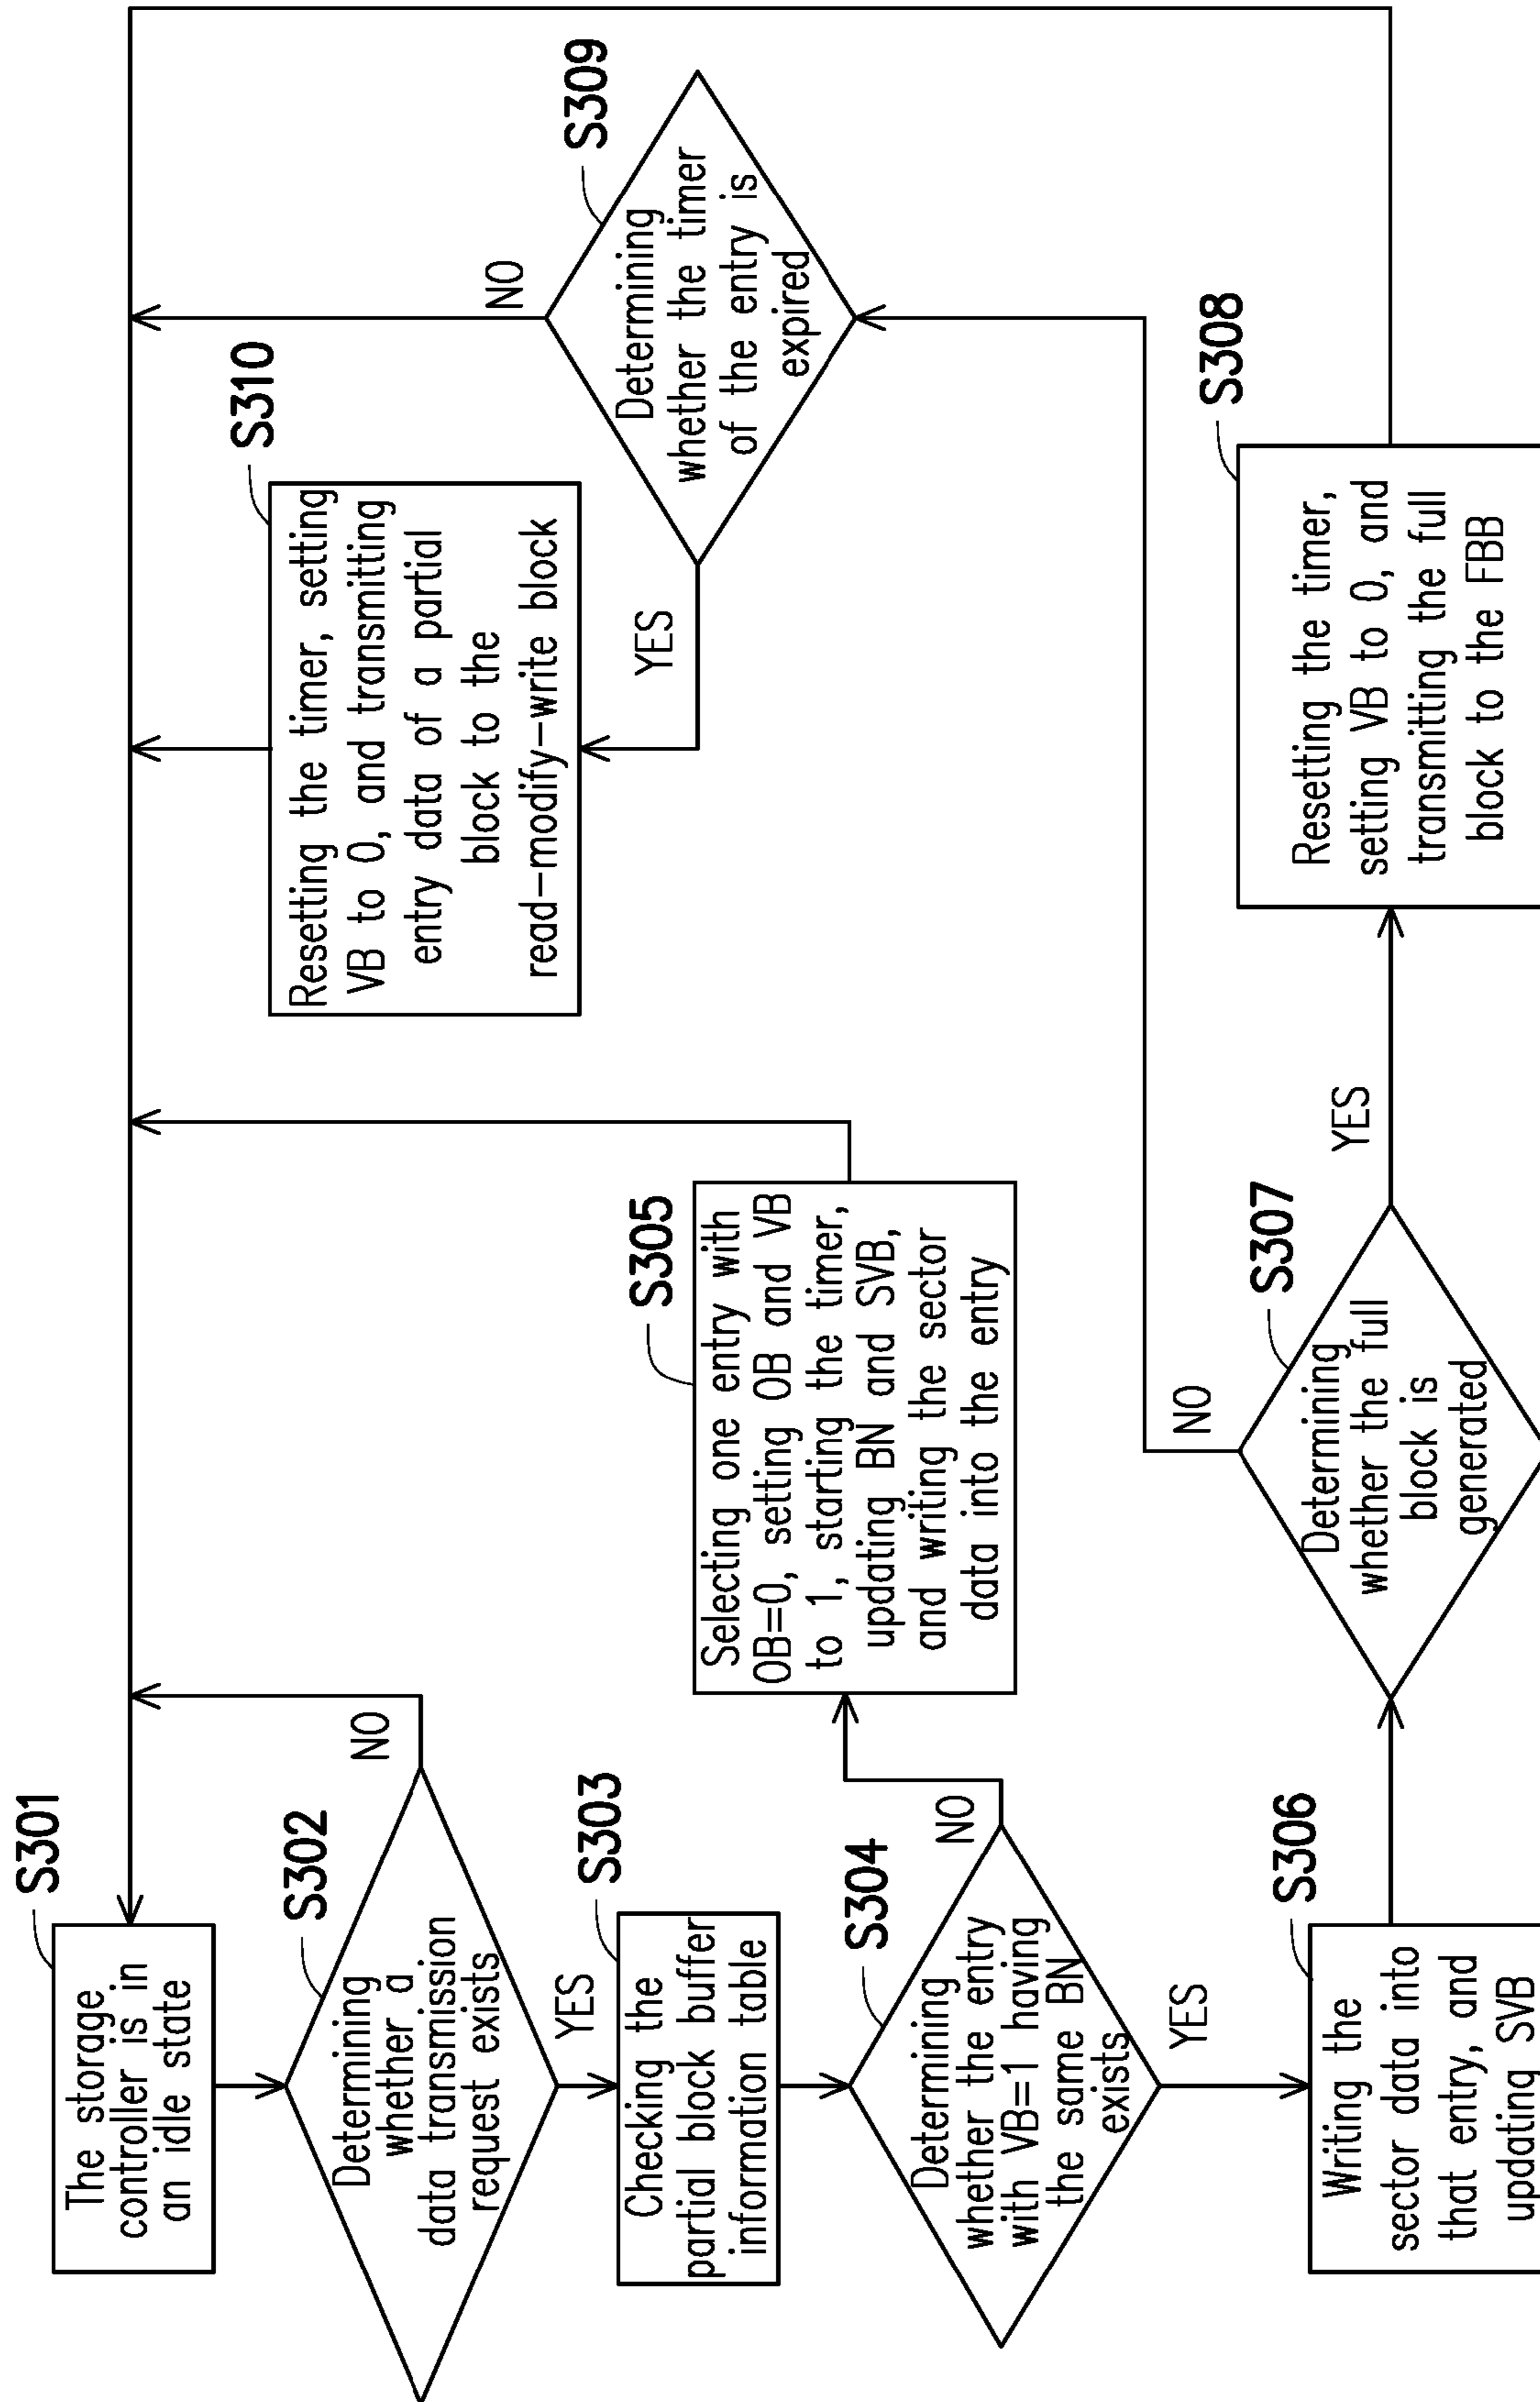 S301
The storage
controller is in
an idle state
S302
Determining
whether a
data transmission
request exists
NO
YES
S303
Checking the
partial block buffer
information table
S304
Determining
whether the entry
with VB=1 having
the same BN
exists
NO
YES
S305
Selecting one entry with
OB=0, setting OB and VB
to 1, starting the timer,
updating BN and SVB,
and writing the sector
data into the entry
S306
Writing the
sector data into
that entry, and
updating SVB
S307
Determining
whether the full
block is
generated
NO
YES
S308
Resetting the timer,
setting VB to 0, and
transmitting the full
block to the FBB
S309
Determining
whether the timer
of the entry is
expired
NO
YES
S310
Resetting the timer, setting
VB to 0, and transmitting
entry data of a partial
block to the
read-modify-write block